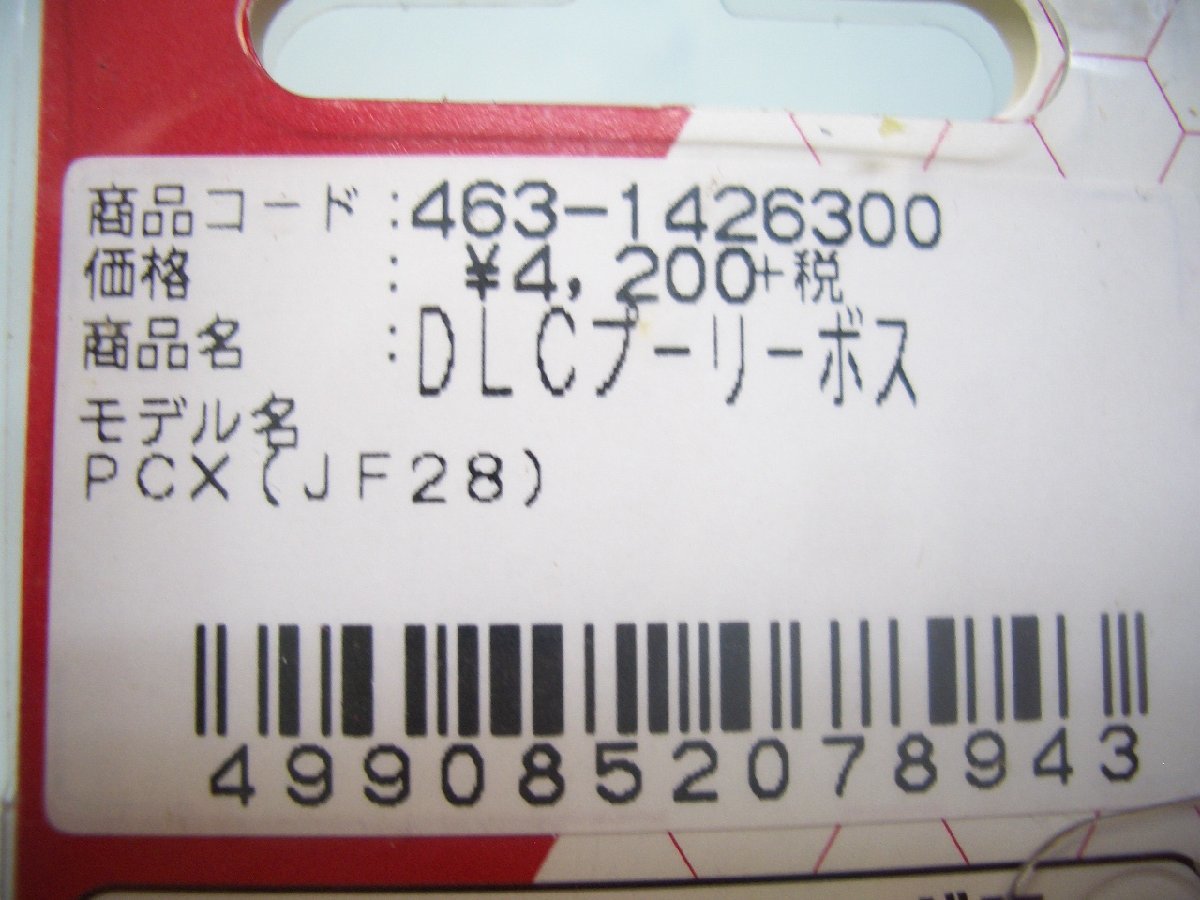 商品コード :463-1426300
価格 : ¥4,200+税
商品名 :DLCプーリーボス
モデル名
PCX(JF28)
4990852078943